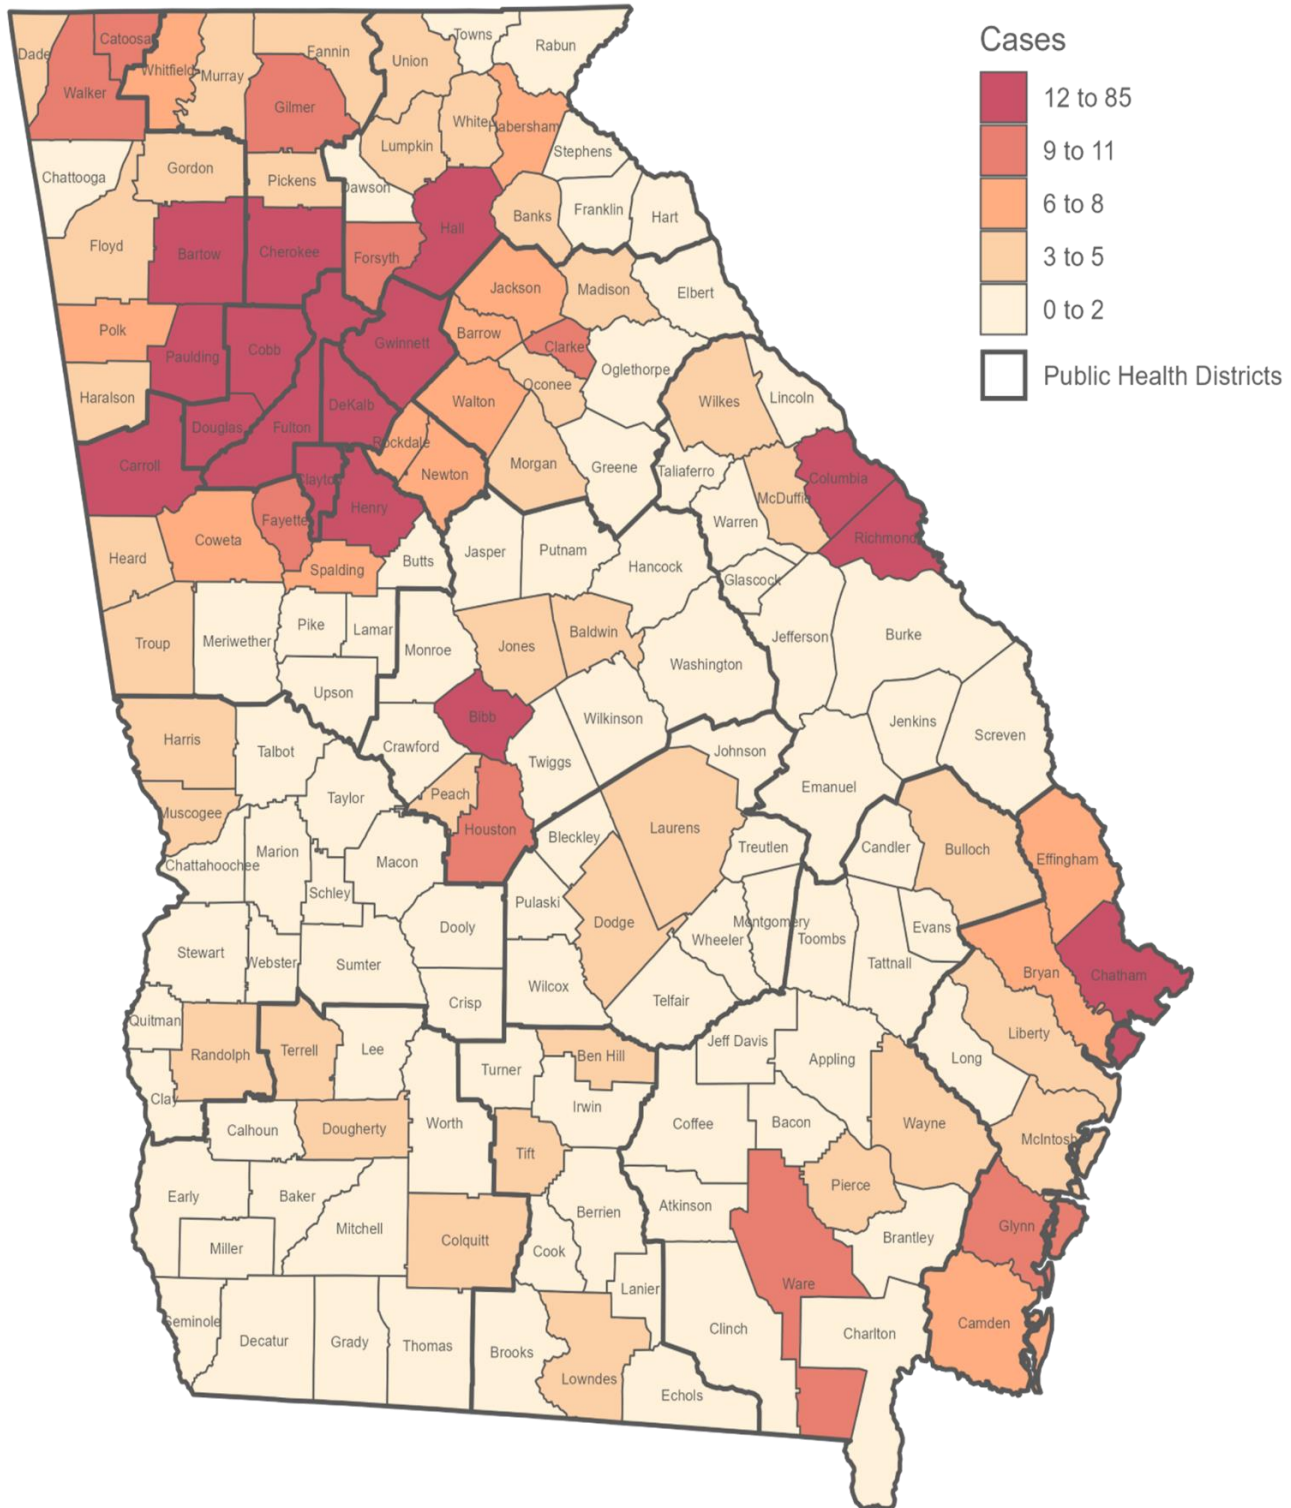 Cases
12 to 85
9 to 11
6 to 8
3 to 5
0 to 2
Public Health Districts
Dade
Catoosa
Walker
Whitfield
Murray
Fannin
Gilmer
Union
Towns
Rabun
White
Habersham
Lumpkin
Stephens
Chattooga
Gordon
Pickens
Dawson
Hall
Banks
Franklin
Hart
Floyd
Bartow
Cherokee
Forsyth
Jackson
Madison
Elbert
Polk
Paulding
Cobb
Gwinnett
Barrow
Clarke
Oglethorpe
Oconee
Haralson
Douglas
Fulton
DeKalb
Walton
Wilkes
Lincoln
Carroll
Clayton
Rockdale
Newton
Morgan
Greene
Taliaferro
McDuffie
Columbia
Richmond
Warren
Heard
Coweta
Fayette
Henry
Spalding
Butts
Jasper
Putnam
Hancock
Glascock
Troup
Meriwether
Pike
Lamar
Monroe
Jones
Baldwin
Washington
Jefferson
Burke
Upson
Bibb
Wilkinson
Jenkins
Screven
Harris
Talbot
Crawford
Twiggs
Johnson
Emanuel
Muscogee
Taylor
Peach
Houston
Bleckley
Laurens
Treutlen
Candler
Bulloch
Effingham
Chattahoochee
Marion
Schley
Macon
Dooly
Pulaski
Dodge
Wheeler
Montgomery
Toombs
Evans
Tattnall
Bryan
Chatham
Stewart
Webster
Sumter
Crisp
Wilcox
Telfair
Liberty
Long
Quitman
Randolph
Terrell
Lee
Turner
Ben Hill
Irwin
Jeff Davis
Appling
Wayne
McIntosh
Clay
Calhoun
Dougherty
Worth
Tift
Coffee
Bacon
Pierce
Early
Baker
Mitchell
Miller
Colquitt
Cook
Berrien
Lanier
Atkinson
Ware
Brantley
Glynn
Seminole
Decatur
Grady
Thomas
Brooks
Lowndes
Echols
Clinch
Charlton
Camden